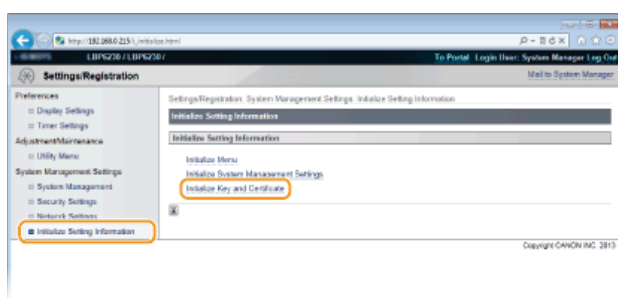 http://192.168.0.215/_initialize.html
LBP6230 / LBP6230 /
To Portal Login User: System Manager Log Out
Settings/Registration
Mail to System Manager
Preferences
Display Settings
Timer Settings
Adjustment/Maintenance
Utility Menu
System Management Settings
System Management
Security Settings
Network Settings
Initialize Setting Information
Settings/Registration: System Management Settings: Initialize Setting Information
Initialize Setting Information
Initialize Setting Information
Initialize Menu
Initialize System Management Settings
Initialize Key and Certificate
Copyright CANON INC. 2013